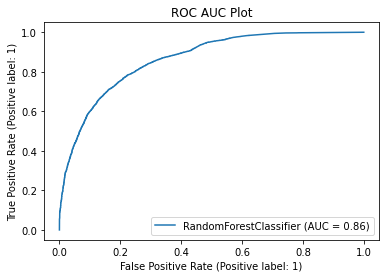 ROC AUC Plot
True Positive Rate (Positive label: 1)
1.0
0.8
0.6
0.4
0.2
0.0
RandomForestClassifier (AUC = 0.86)
0.0 0.2 0.4 0.6 0.8 1.0
False Positive Rate (Positive label: 1)